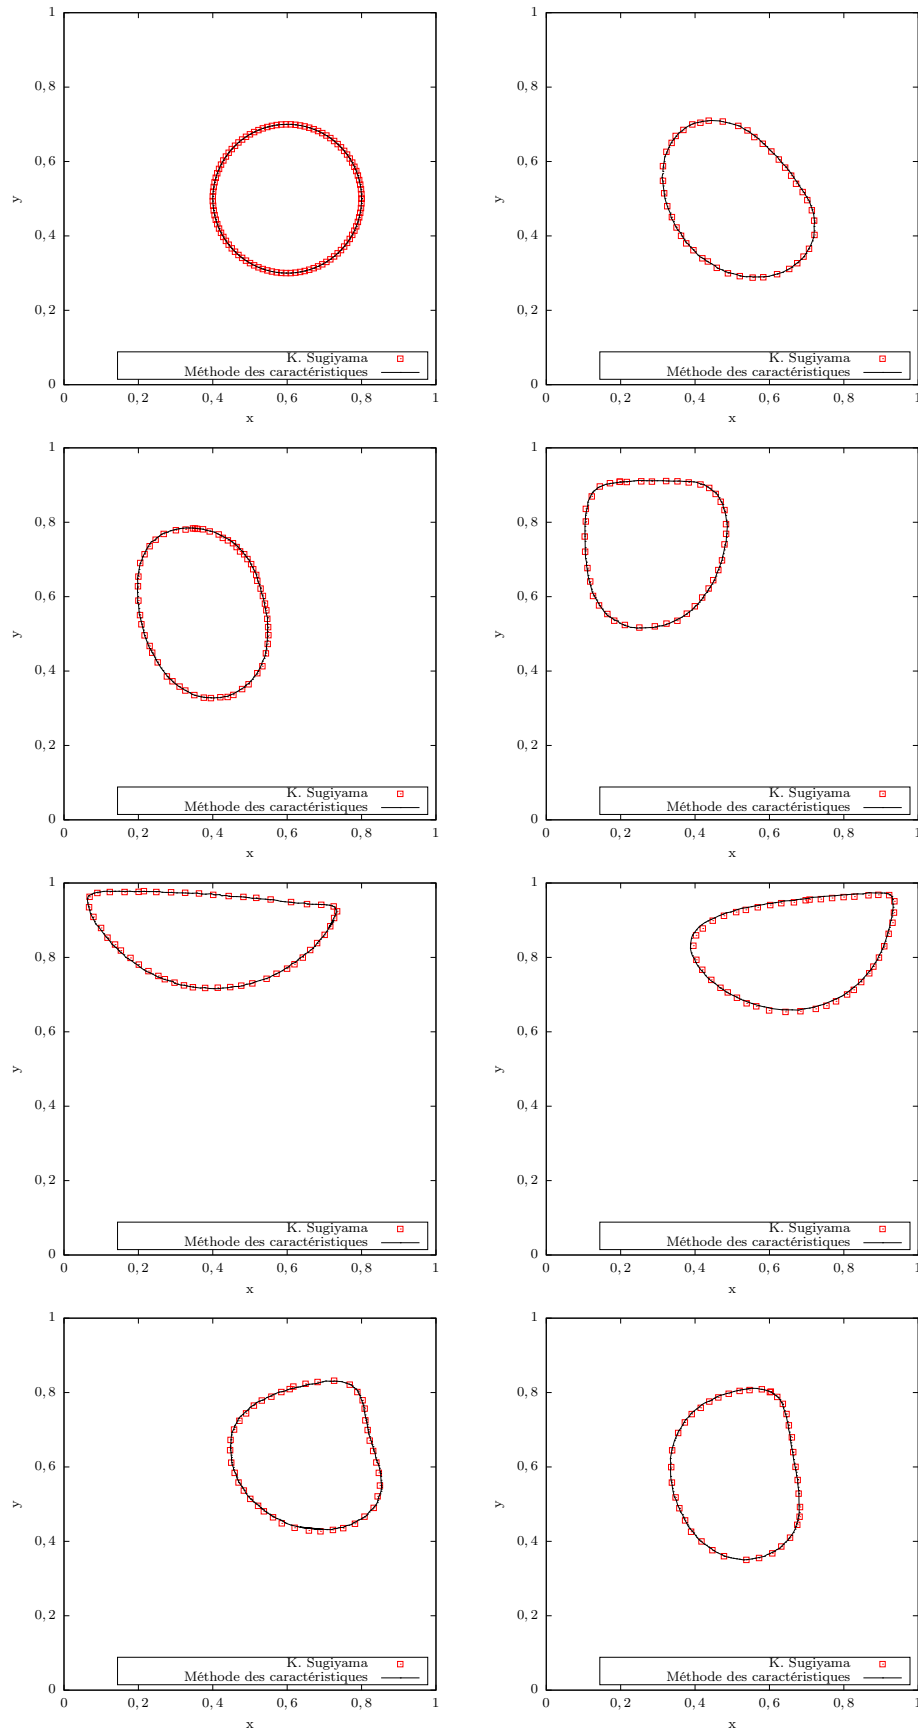 1
0, 8
0, 6
y
0, 4
0, 2
K. Sugiyama
Méthode des caractéristiques
0
0 0, 2 0, 4 0, 6 0, 8 1
x
1
0, 8
0, 6
y
0, 4
0, 2
K. Sugiyama
Méthode des caractéristiques
0
0 0, 2 0, 4 0, 6 0, 8 1
x
1
0, 8
0, 6
y
0, 4
0, 2
K. Sugiyama
Méthode des caractéristiques
0
0 0, 2 0, 4 0, 6 0, 8 1
x
1
0, 8
0, 6
y
0, 4
0, 2
K. Sugiyama
Méthode des caractéristiques
0
0 0, 2 0, 4 0, 6 0, 8 1
x
1
0, 8
0, 6
y
0, 4
0, 2
K. Sugiyama
Méthode des caractéristiques
0
0 0, 2 0, 4 0, 6 0, 8 1
x
1
0, 8
0, 6
y
0, 4
0, 2
K. Sugiyama
Méthode des caractéristiques
0
0 0, 2 0, 4 0, 6 0, 8 1
x
1
0, 8
0, 6
y
0, 4
0, 2
K. Sugiyama
Méthode des caractéristiques
0
0 0, 2 0, 4 0, 6 0, 8 1
x
1
0, 8
0, 6
y
0, 4
0, 2
K. Sugiyama
Méthode des caractéristiques
0
0 0, 2 0, 4 0, 6 0, 8 1
x